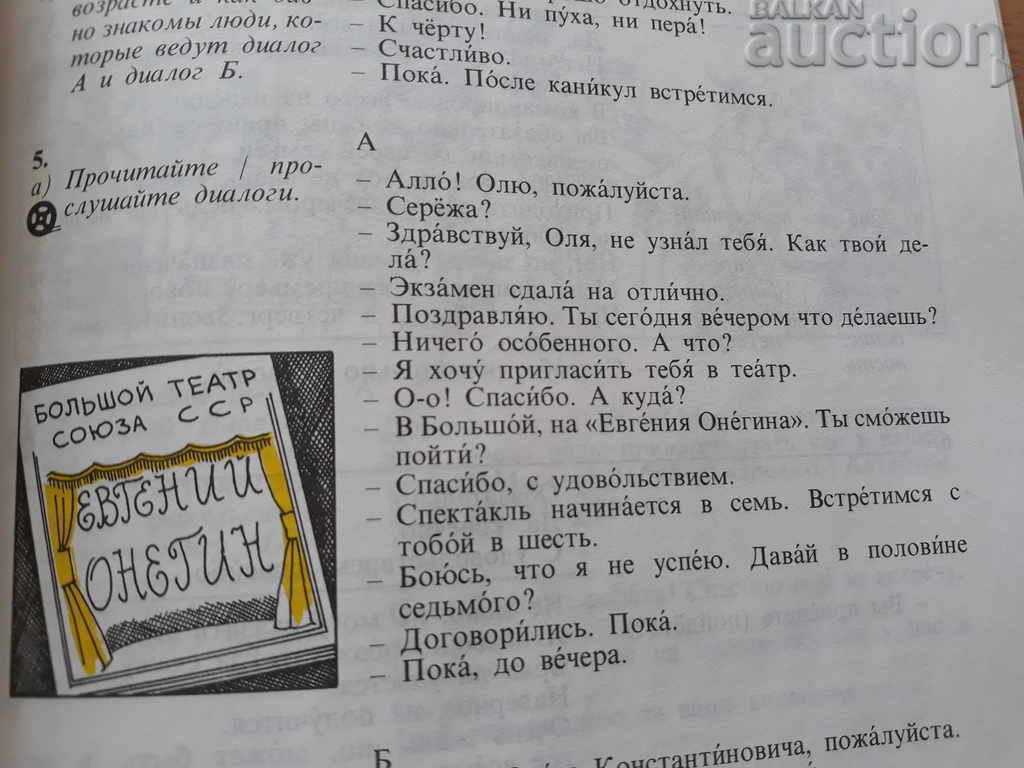 возрасте и как
но знакомы люди, ко-
торые ведут диалог
А и диалог Б.
отдохнуть.
– Спасибо. Ни пу́ха, ни пера́!
– К чёрту!
– Счастли́во.
– Пока́. По́сле кани́кул встре́тимся.
BALKAN
auction
5.
а) Прочитайте / про-
слушайте диалоги.
А
– Алло́! Олю, пожа́луйста.
– Серёжа?
– Здра́вствуй, Оля, не узна́л тебя́. Как твои́ де-
ла́?
– Экза́мен сдала́ на отли́чно.
– Поздравля́ю. Ты сего́дня ве́чером что де́лаешь?
– Ничего́ осо́бенного. А что?
– Я хочу́ пригласи́ть тебя́ в теа́тр.
– О-о! Спаси́бо. А куда́?
– В Большо́й, на «Евге́ния Оне́гина». Ты смо́жешь
пойти́?
– Спаси́бо, с удово́льствием.
– Спекта́кль начина́ется в семь. Встре́тимся с
тобо́й в шесть.
– Бою́сь, что я не успе́ю. Дава́й в полови́не
седьмо́го?
– Договори́лись. Пока́.
– Пока́, до ве́чера.
БОЛЬШОЙ ТЕАТР
СОЮЗА ССР
ЕВГЕНИЙ
ОНЕГИН
Б
Константи́новича, пожа́луйста.